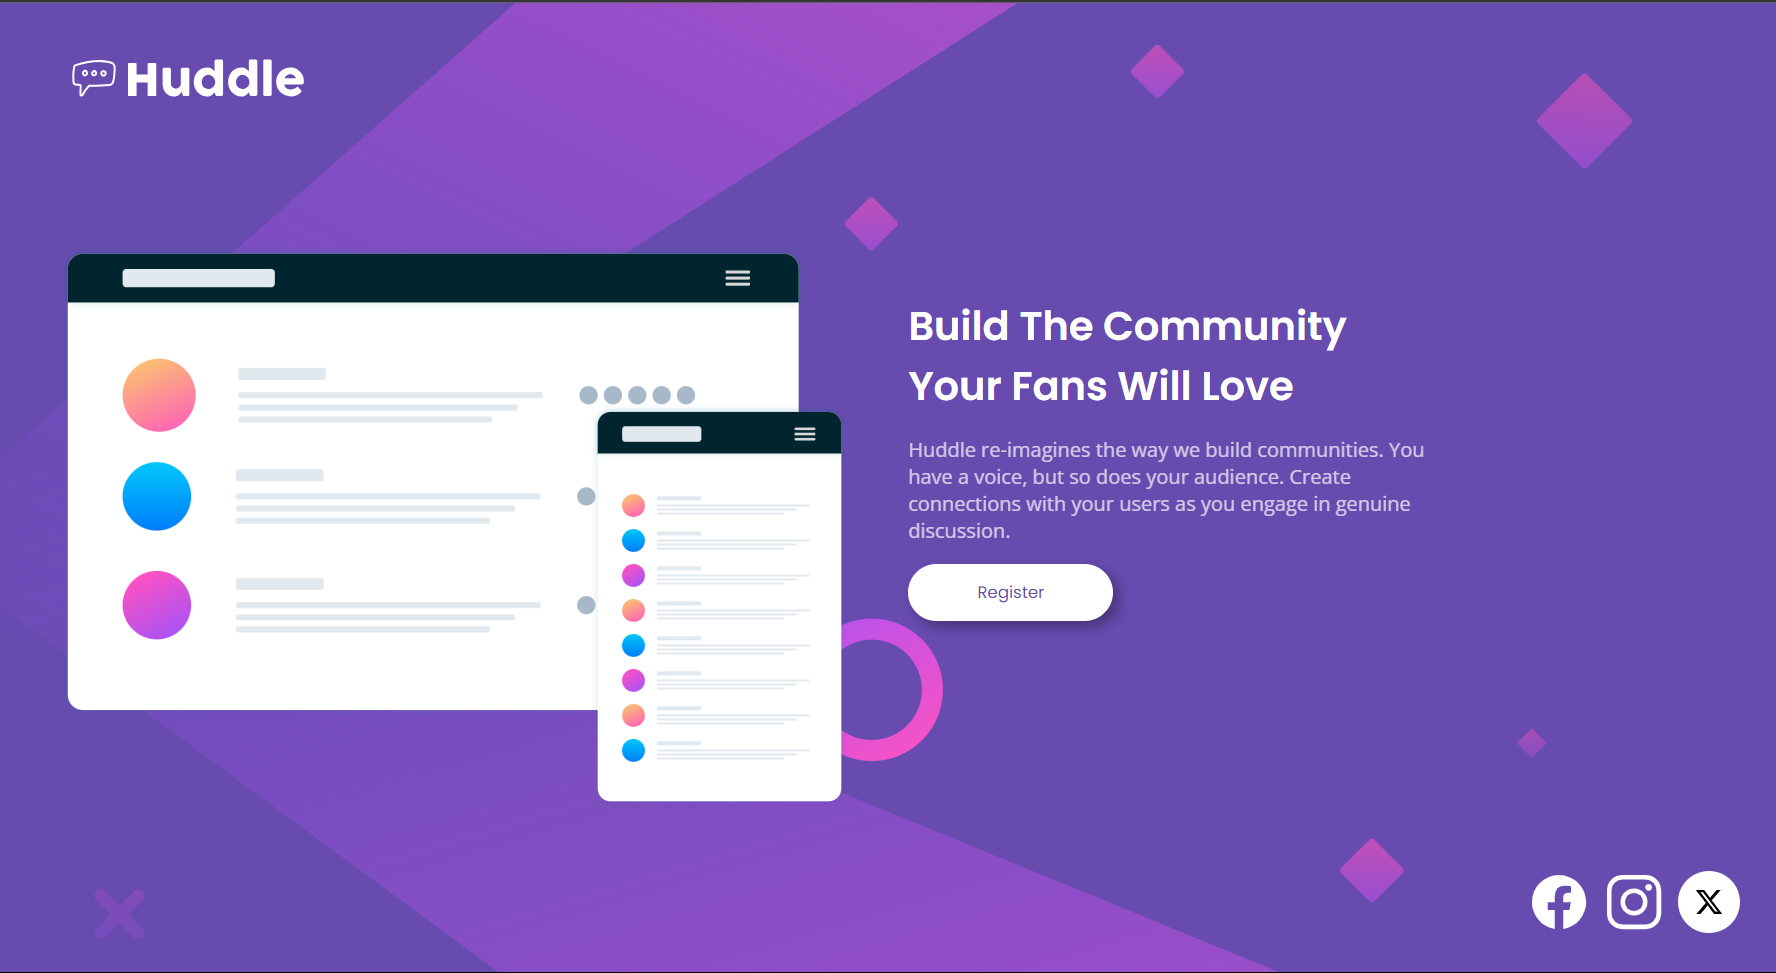 Huddle
Build The Community
Your Fans Will Love
Huddle re-imagines the way we build communities. You
have a voice, but so does your audience. Create
connections with your users as you engage in genuine
discussion.
Register